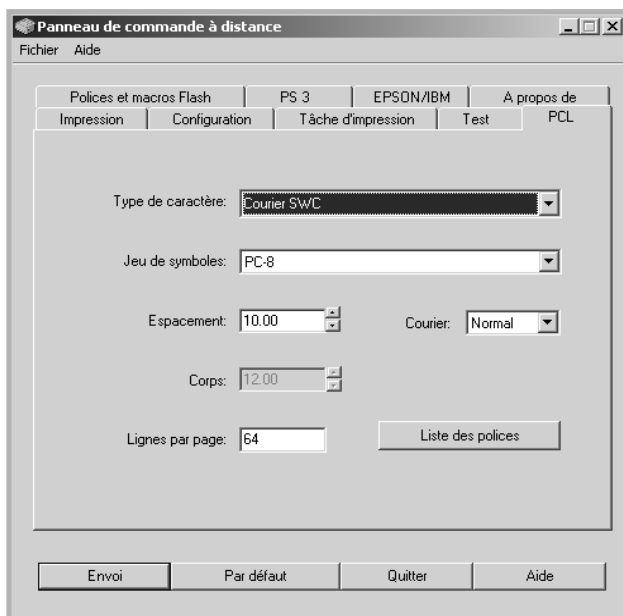 Panneau de commande à distance
Fichier Aide
Polices et macros Flash PS 3 EPSON/IBM A propos de
Impression Configuration Tâche d'impression Test PCL
Type de caractère: Courier SWC
Jeu de symboles: PC-8
Espacement: 10.00 Courier: Normal
Corps: 12.00
Lignes par page: 64 Liste des polices
Envoi Par défaut Quitter Aide